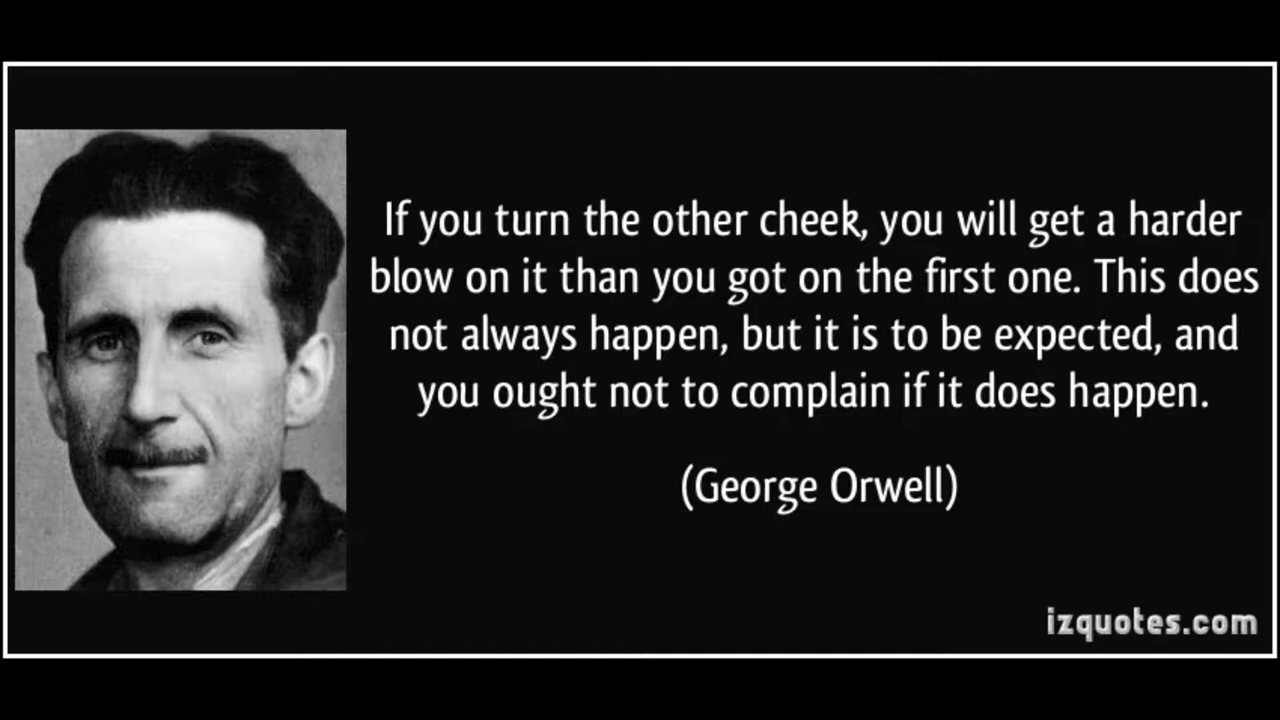 If you turn the other cheek, you will get a harder
blow on it than you got on the first one. This does
not always happen, but it is to be expected, and
you ought not to complain if it does happen.
(George Orwell)
izquotes.com